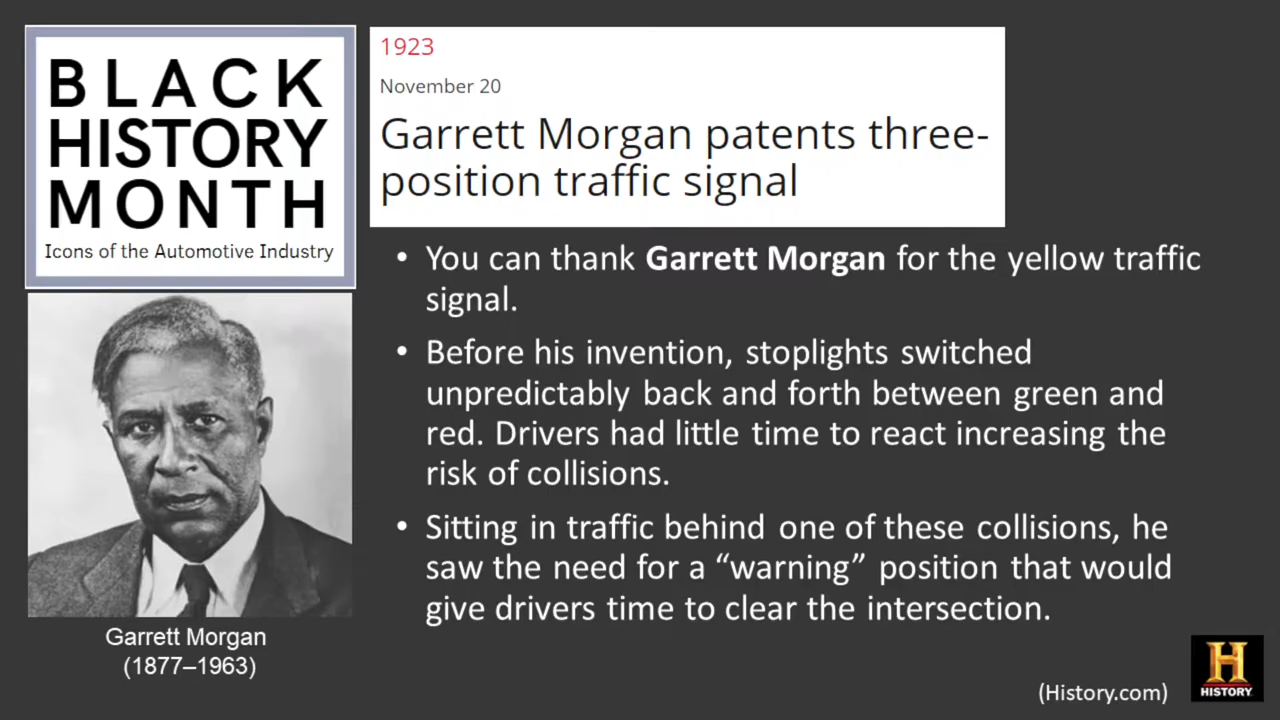 BLACK
HISTORY
MONTH
Icons of the Automotive Industry
1923
November 20
Garrett Morgan patents three-
position traffic signal
• You can thank Garrett Morgan for the yellow traffic
signal.
• Before his invention, stoplights switched
unpredictably back and forth between green and
red. Drivers had little time to react increasing the
risk of collisions.
• Sitting in traffic behind one of these collisions, he
saw the need for a “warning” position that would
give drivers time to clear the intersection.
Garrett Morgan
(1877–1963)
(History.com)
H
HISTORY